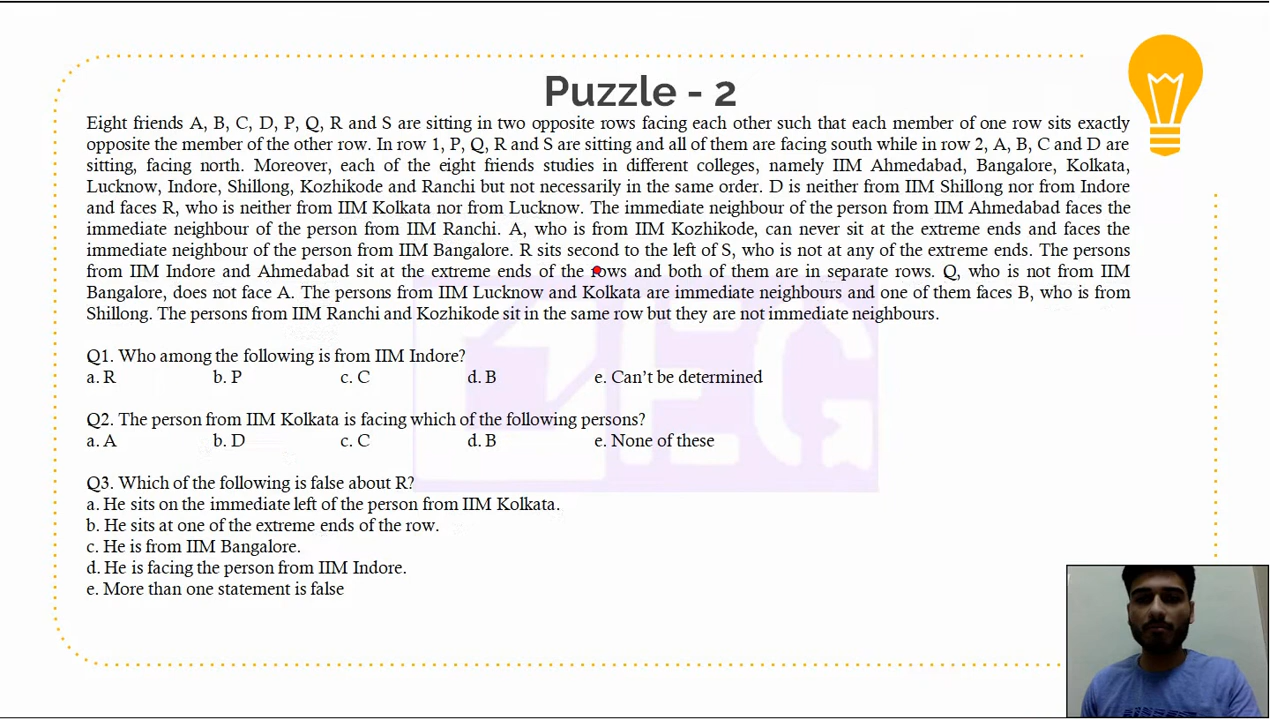 Puzzle - 2
Eight friends A, B, C, D, P, Q, R and S are sitting in two opposite rows facing each other such that each member of one row sits exactly
opposite the member of the other row. In row 1, P, Q, R and S are sitting and all of them are facing south while in row 2, A, B, C and D are
sitting, facing north. Moreover, each of the eight friends studies in different colleges, namely IIM Ahmedabad, Bangalore, Kolkata,
Lucknow, Indore, Shillong, Kozhikode and Ranchi but not necessarily in the same order. D is neither from IIM Shillong nor from Indore
and faces R, who is neither from IIM Kolkata nor from Lucknow. The immediate neighbour of the person from IIM Ahmedabad faces the
immediate neighbour of the person from IIM Ranchi. A, who is from IIM Kozhikode, can never sit at the extreme ends and faces the
immediate neighbour of the person from IIM Bangalore. R sits second to the left of S, who is not at any of the extreme ends. The persons
from IIM Indore and Ahmedabad sit at the extreme ends of the rows and both of them are in separate rows. Q, who is not from IIM
Bangalore, does not face A. The persons from IIM Lucknow and Kolkata are immediate neighbours and one of them faces B, who is from
Shillong. The persons from IIM Ranchi and Kozhikode sit in the same row but they are not immediate neighbours.
Q1. Who among the following is from IIM Indore?
a. R b. P c. C d. B e. Can't be determined
Q2. The person from IIM Kolkata is facing which of the following persons?
a. A b. D c. C d. B e. None of these
Q3. Which of the following is false about R?
a. He sits on the immediate left of the person from IIM Kolkata.
b. He sits at one of the extreme ends of the row.
c. He is from IIM Bangalore.
d. He is facing the person from IIM Indore.
e. More than one statement is false
EG